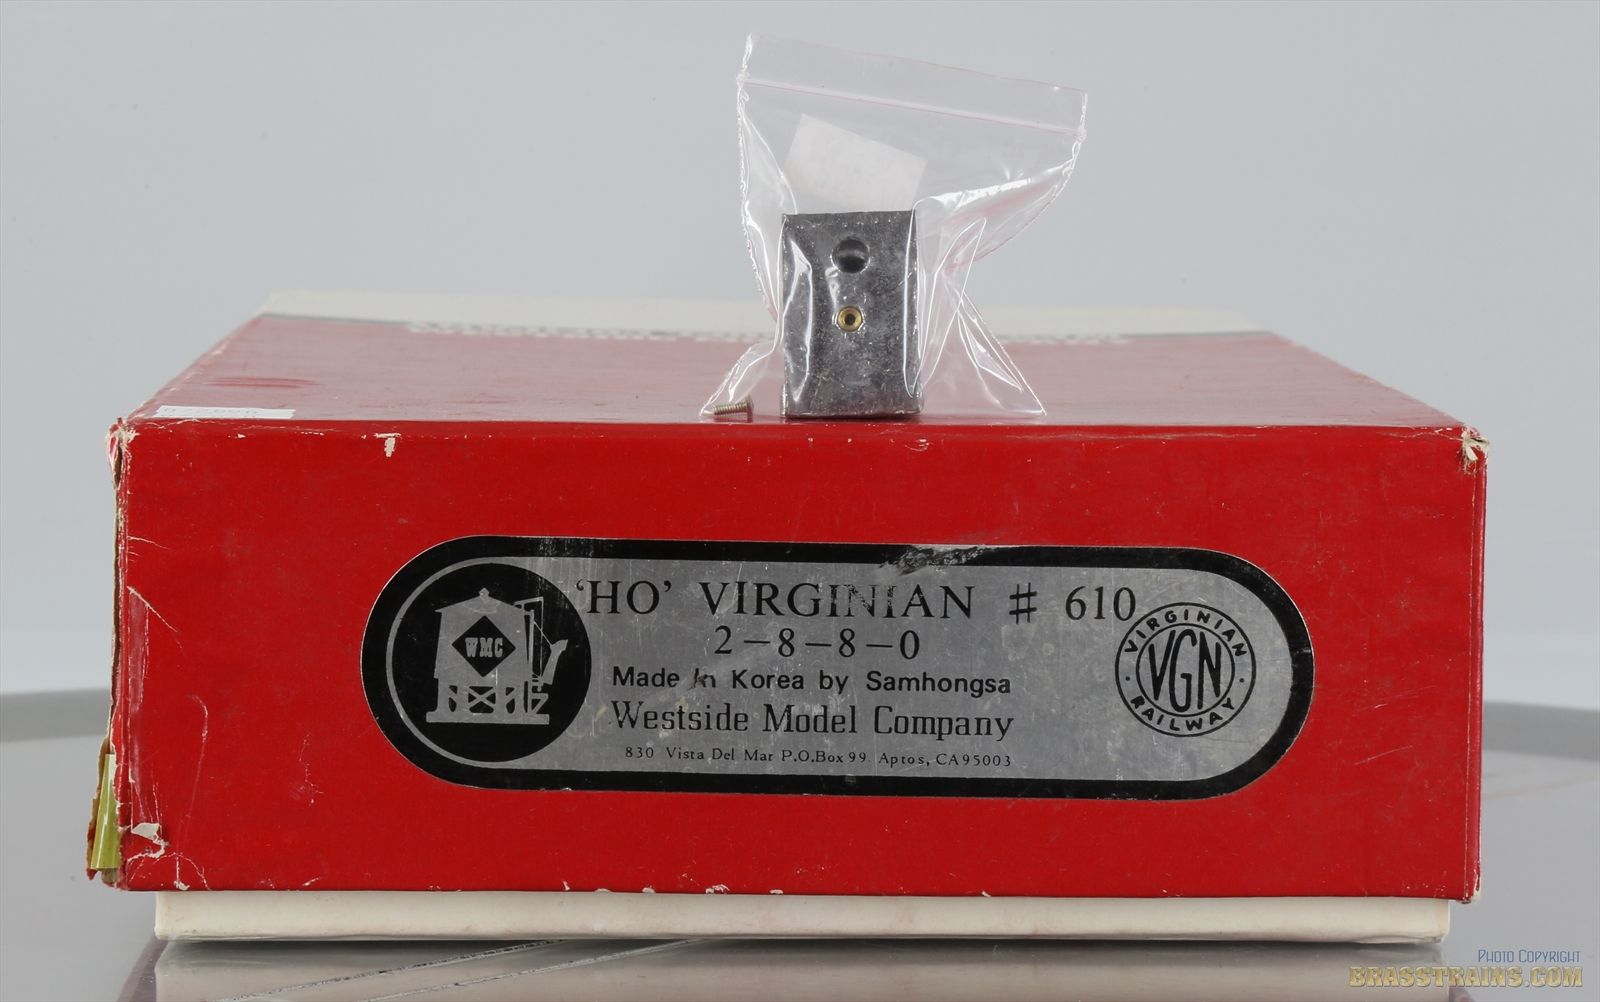 'HO' VIRGINIAN # 610
2-8-8-0
Made In Korea by Samhongsa
Westside Model Company
830 Vista Del Mar P.O.Box 99 Aptos, CA 95003
WMC
VIRGINIAN
VGN
RAILWAY
PHOTO COPYRIGHT
BRASSTRAINS.COM